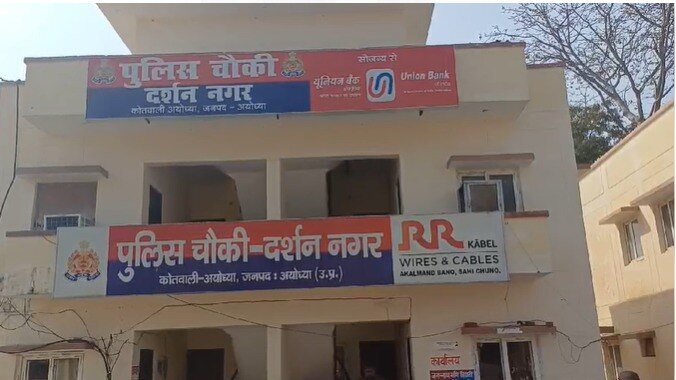 पुलिस चौकी
दर्शन नगर
कोतवाली अयोध्या, जनपद - अयोध्या
सौजन्य से
यूनियन बैंक
Union Bank
पुलिस चौकी-दर्शन नगर
कोतवाली-अयोध्या, जनपद : अयोध्या (उ.प्र.)
RR
KABEL
WIRES & CABLES
AKALMAND BANO, SAHI CHUNO.
कार्यालय